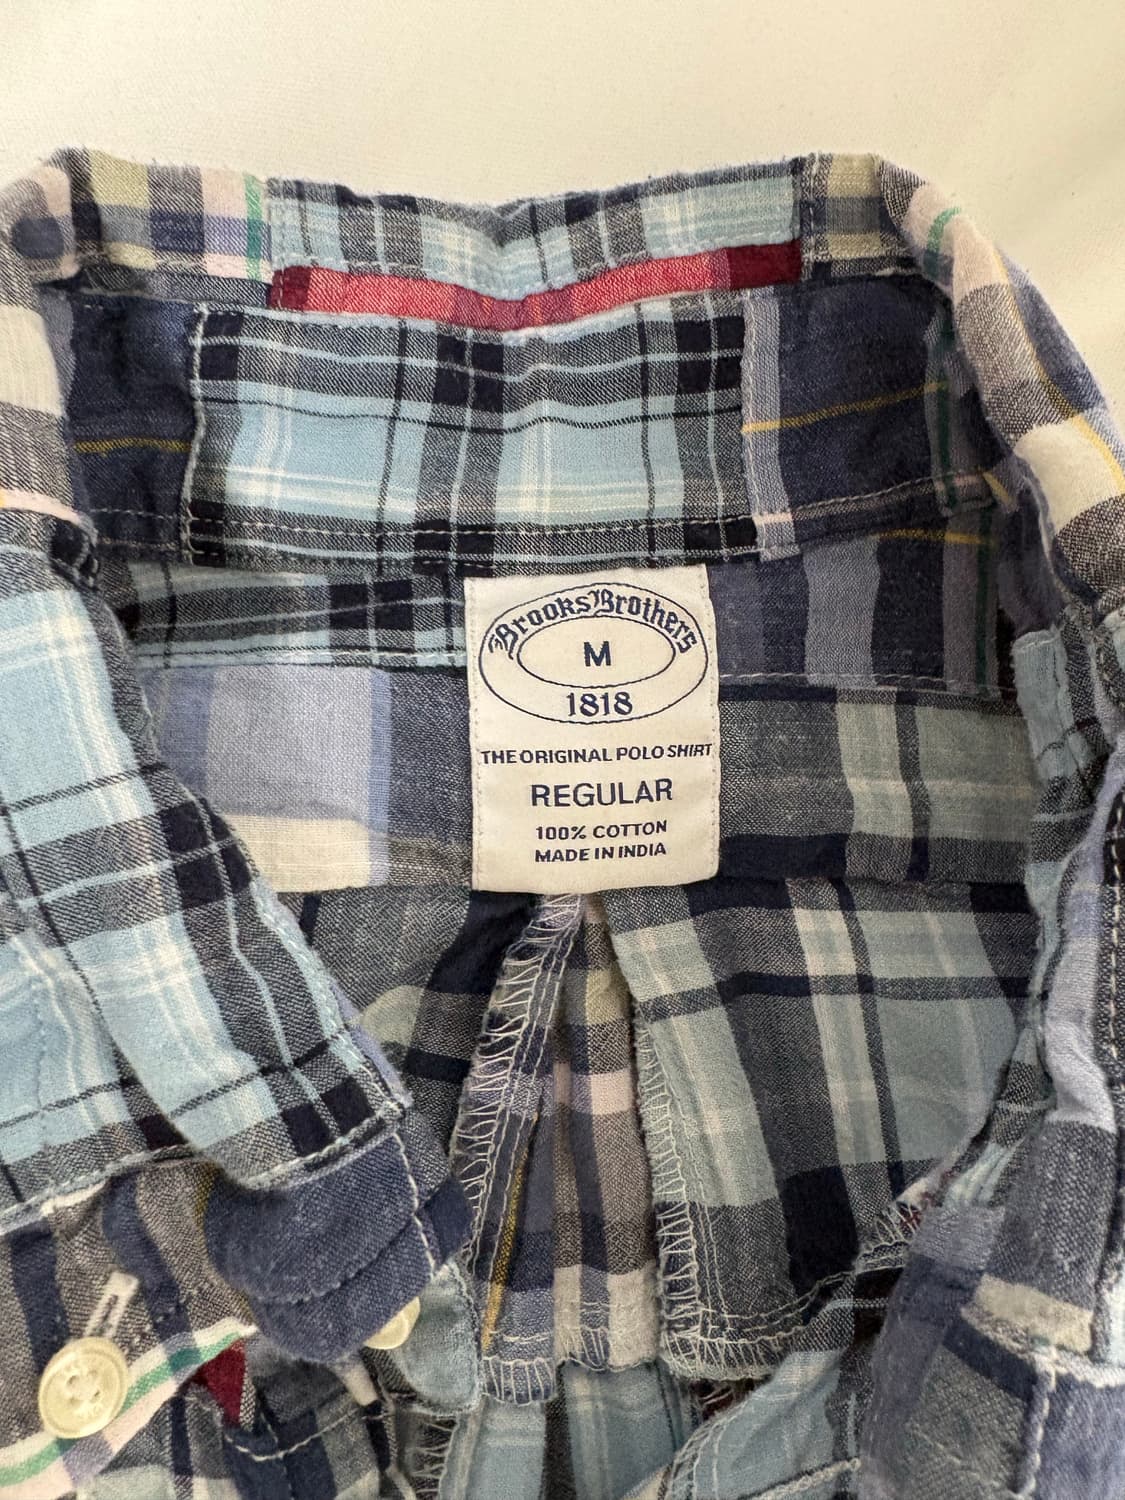 Brooks Brothers
M
1818
THE ORIGINAL POLO SHIRT
REGULAR
100% COTTON
MADE IN INDIA